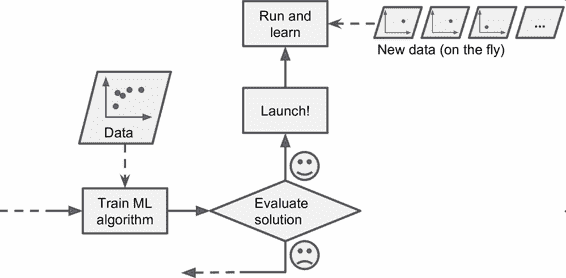 Run and
learn
...
New data (on the fly)
Launch!
Data
Train ML
algorithm
Evaluate
solution